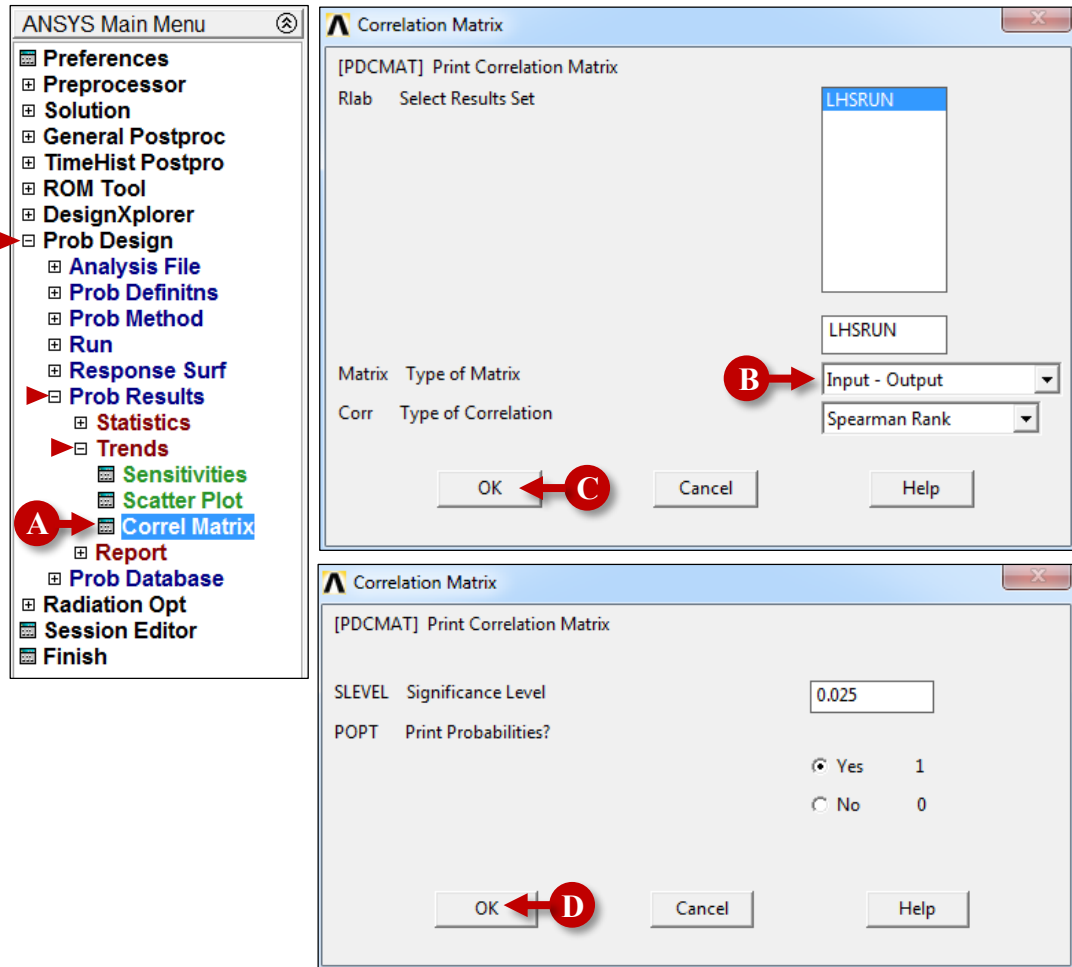 ANSYS Main Menu
Preferences
Preprocessor
Solution
General Postproc
TimeHist Postpro
ROM Tool
DesignXplorer
Prob Design
Analysis File
Prob Definitns
Prob Method
Run
Response Surf
Prob Results
Statistics
Trends
Sensitivities
Scatter Plot
A Correl Matrix
Report
Prob Database
Radiation Opt
Session Editor
Finish
Correlation Matrix
[PDCMAT] Print Correlation Matrix
Rlab Select Results Set LHSRUN
LHSRUN
Matrix Type of Matrix B Input - Output
Corr Type of Correlation Spearman Rank
OK C Cancel Help
Correlation Matrix
[PDCMAT] Print Correlation Matrix
SLEVEL Significance Level 0.025
POPT Print Probabilities?
Yes 1
No 0
OK D Cancel Help